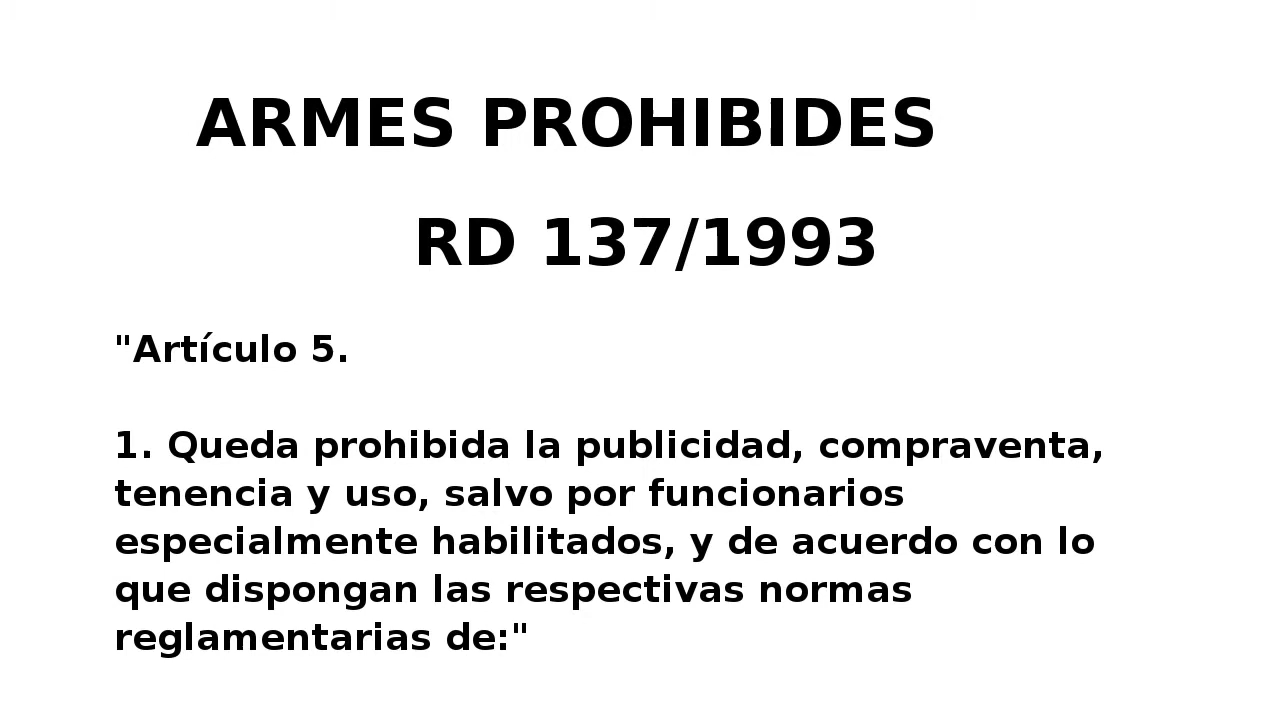 ARMES PROHIBIDES
RD 137/1993
"Artículo 5.
1. Queda prohibida la publicidad, compraventa,
tenencia y uso, salvo por funcionarios
especialmente habilitados, y de acuerdo con lo
que dispongan las respectivas normas
reglamentarias de:"